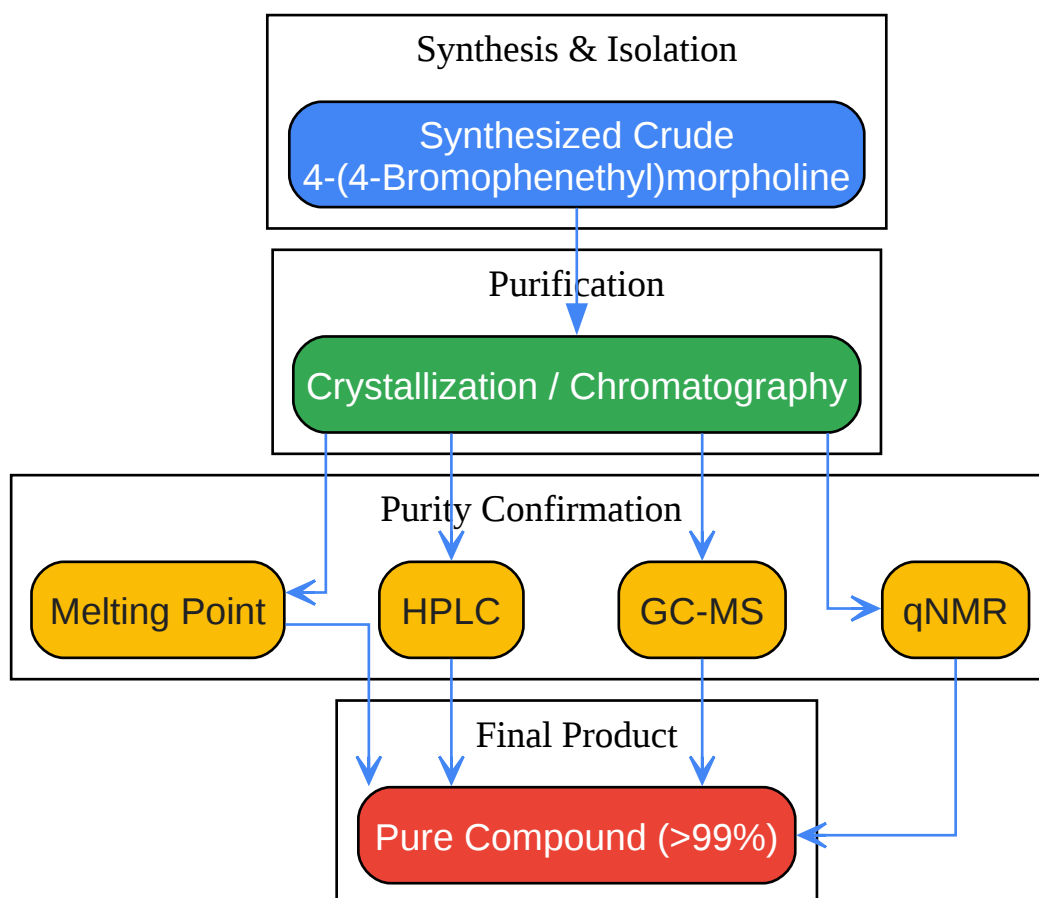 Synthesis & Isolation
Synthesized Crude
4-(4-Bromophenethyl)morpholine
Purification
Crystallization / Chromatography
Purity Confirmation
Melting Point
HPLC
GC-MS
qNMR
Final Product
Pure Compound (>99%)